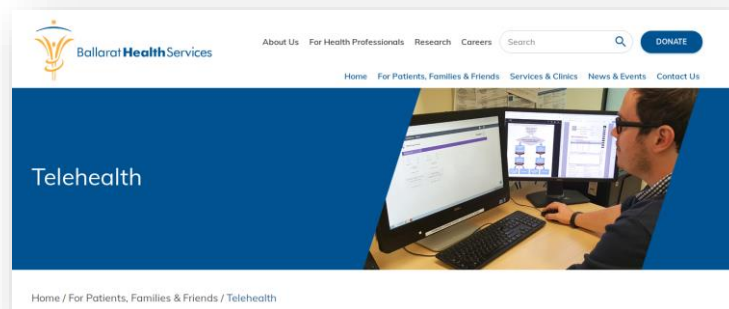 Ballarat Health Services
About Us For Health Professionals Research Careers Search DONATE
Home For Patients, Families & Friends Services & Clinics News & Events Contact Us
Telehealth
Home / For Patients, Families & Friends / Telehealth